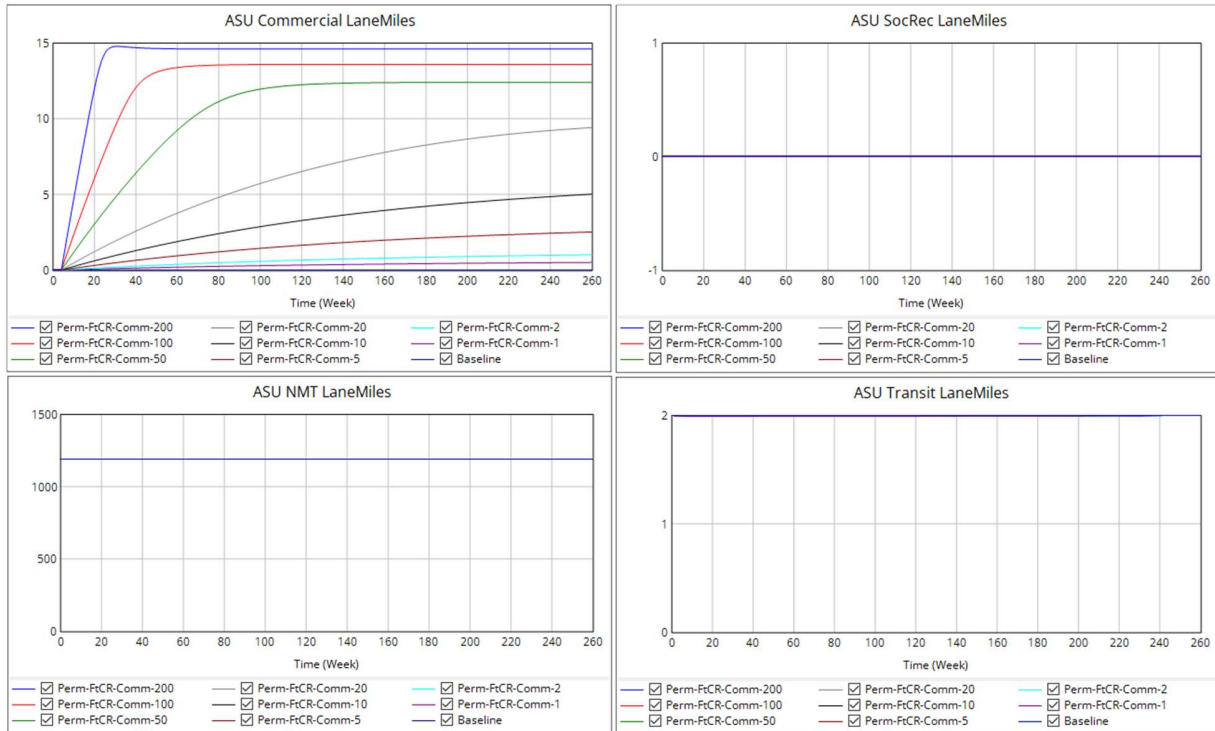 ASU Commercial LaneMiles
15
10
5
0
0 20 40 60 80 100 120 140 160 180 200 220 240 260
Time (Week)
Perm-FtCR-Comm-200 Perm-FtCR-Comm-20 Perm-FtCR-Comm-2
Perm-FtCR-Comm-100 Perm-FtCR-Comm-10 Perm-FtCR-Comm-1
Perm-FtCR-Comm-50 Perm-FtCR-Comm-5 Baseline
ASU SocRec LaneMiles
1
0
-1
0 20 40 60 80 100 120 140 160 180 200 220 240 260
Time (Week)
Perm-FtCR-Comm-200 Perm-FtCR-Comm-20 Perm-FtCR-Comm-2
Perm-FtCR-Comm-100 Perm-FtCR-Comm-10 Perm-FtCR-Comm-1
Perm-FtCR-Comm-50 Perm-FtCR-Comm-5 Baseline
ASU NMT LaneMiles
1500
1000
500
0
0 20 40 60 80 100 120 140 160 180 200 220 240 260
Time (Week)
Perm-FtCR-Comm-200 Perm-FtCR-Comm-20 Perm-FtCR-Comm-2
Perm-FtCR-Comm-100 Perm-FtCR-Comm-10 Perm-FtCR-Comm-1
Perm-FtCR-Comm-50 Perm-FtCR-Comm-5 Baseline
ASU Transit LaneMiles
2
1
0
0 20 40 60 80 100 120 140 160 180 200 220 240 260
Time (Week)
Perm-FtCR-Comm-200 Perm-FtCR-Comm-20 Perm-FtCR-Comm-2
Perm-FtCR-Comm-100 Perm-FtCR-Comm-10 Perm-FtCR-Comm-1
Perm-FtCR-Comm-50 Perm-FtCR-Comm-5 Baseline